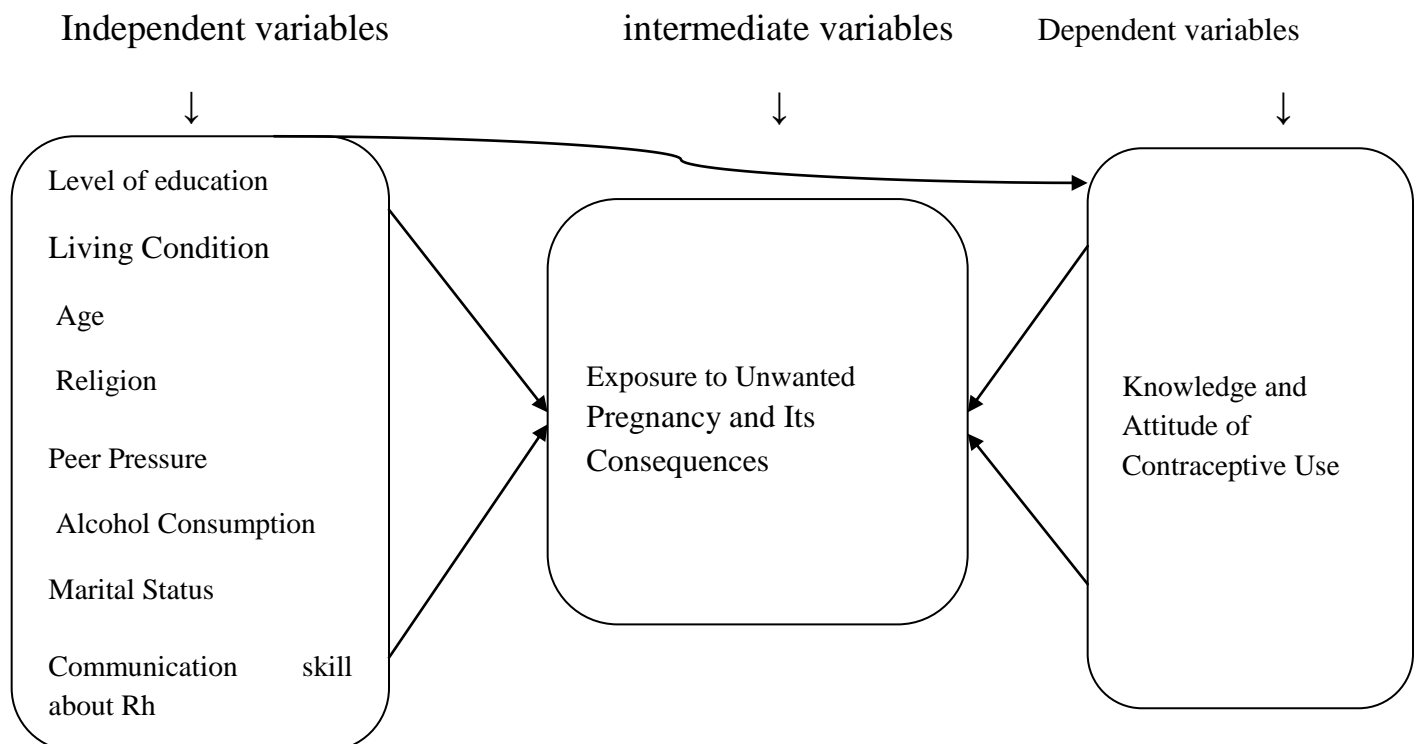 Independent variables
intermediate variables
Dependent variables
↓
↓
↓
Level of education
Living Condition
Age
Religion
Peer Pressure
Alcohol Consumption
Marital Status
Communication skill
about Rh
Exposure to Unwanted
Pregnancy and Its
Consequences
Knowledge and
Attitude of
Contraceptive Use